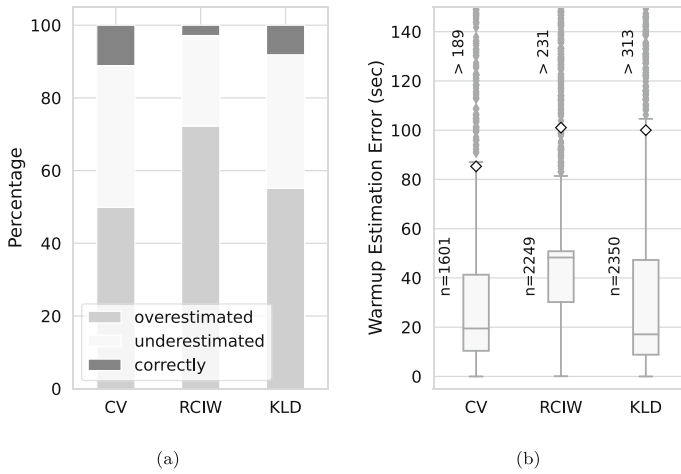 100
80
60
40
20
0
Percentage
overestimated
underestimated
correctly
CV RCIW KLD
(a)
140
120
100
80
60
40
20
0
Warmup Estimation Error (sec)
> 189
> 231
> 313
n=1601
n=2249
n=2350
CV RCIW KLD
(b)